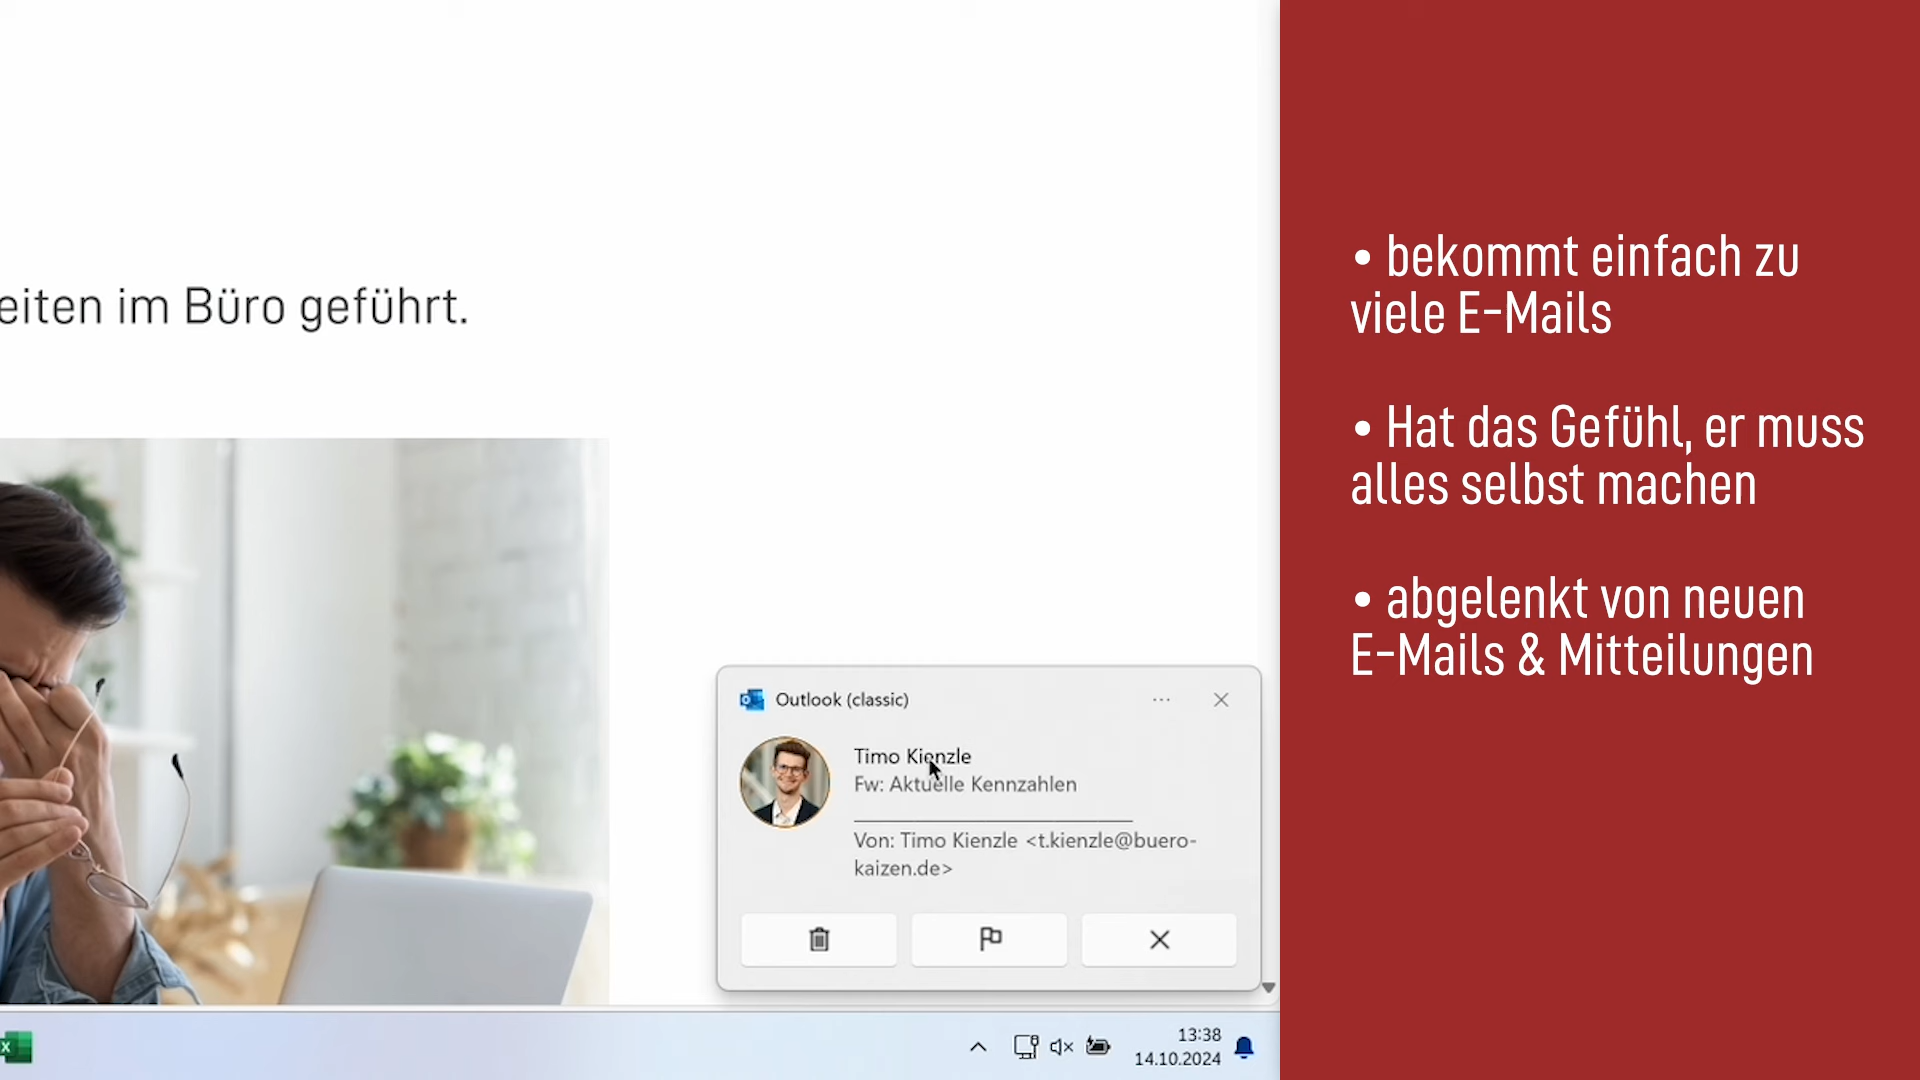 eiten im Büro geführt.
Outlook (classic)
Timo Kienzle
Fw: Aktuelle Kennzahlen
Von: Timo Kienzle <t.kienzle@buero-
kaizen.de>
13:38
14.10.2024
• bekommt einfach zu
viele E-Mails
• Hat das Gefühl, er muss
alles selbst machen
• abgelenkt von neuen
E-Mails & Mitteilungen